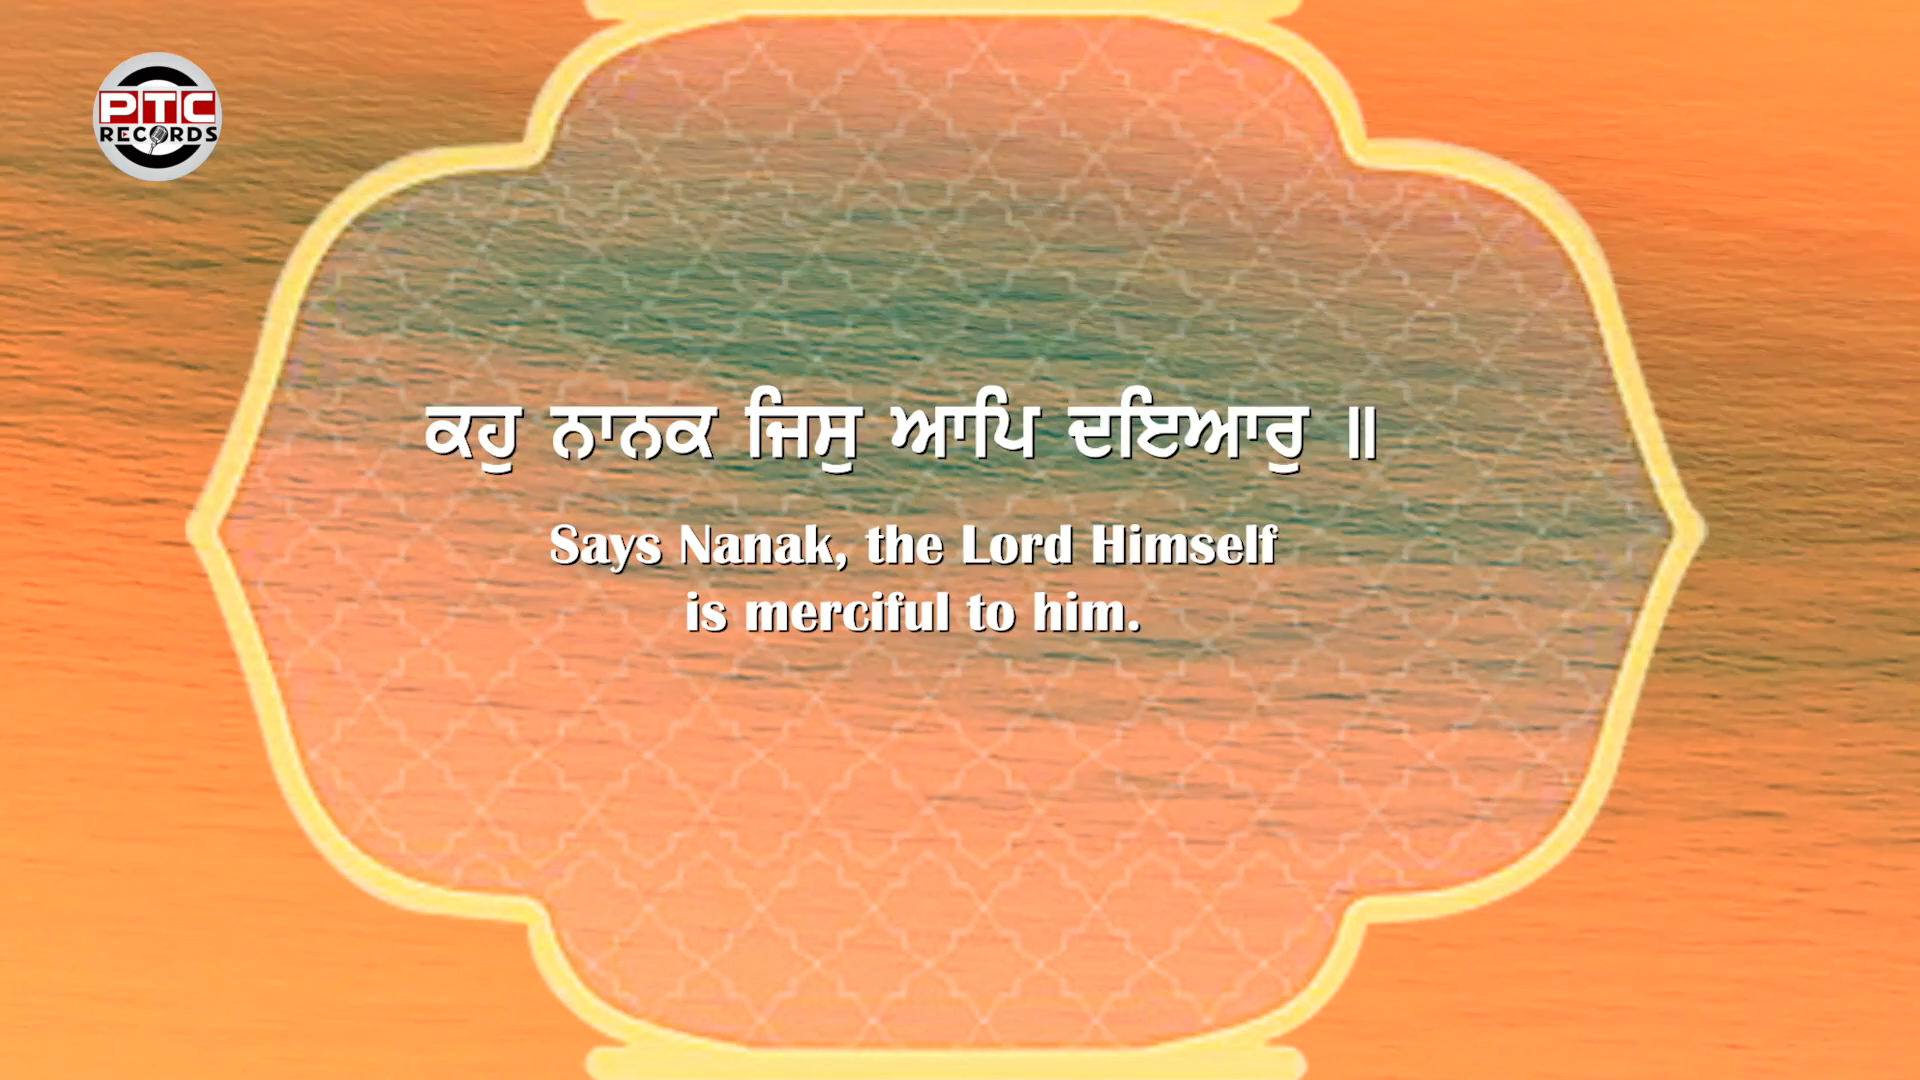 PTC
RECORDS
ਕਹੁ ਨਾਨਕ ਜਿਸੁ ਆਪਿ ਦਇਆਰੁ ॥
Says Nanak, the Lord Himself
is merciful to him.